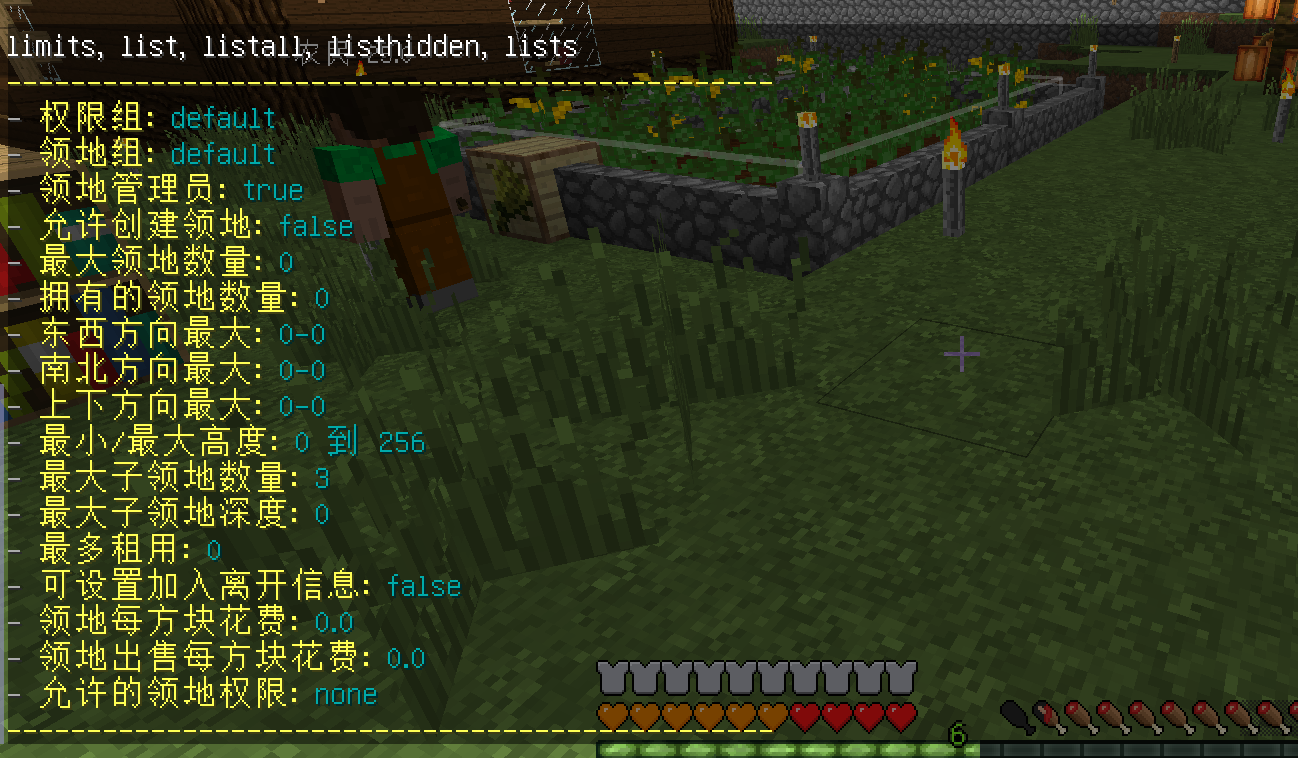 limits, list, listall, listhidden, lists
农民
- 权限组: default
- 领地组: default
- 领地管理员: true
- 允许创建领地: false
- 最大领地数量: 0
- 拥有的领地数量: 0
- 东西方向最大: 0-0
- 南北方向最大: 0-0
- 上下方向最大: 0-0
- 最小/最大高度: 0 到 256
- 最大子领地数量: 3
- 最大子领地深度: 0
- 最多租用: 0
- 可设置加入离开信息: false
- 领地每方块花费: 0.0
- 领地出售每方块花费: 0.0
- 允许的领地权限: none
6